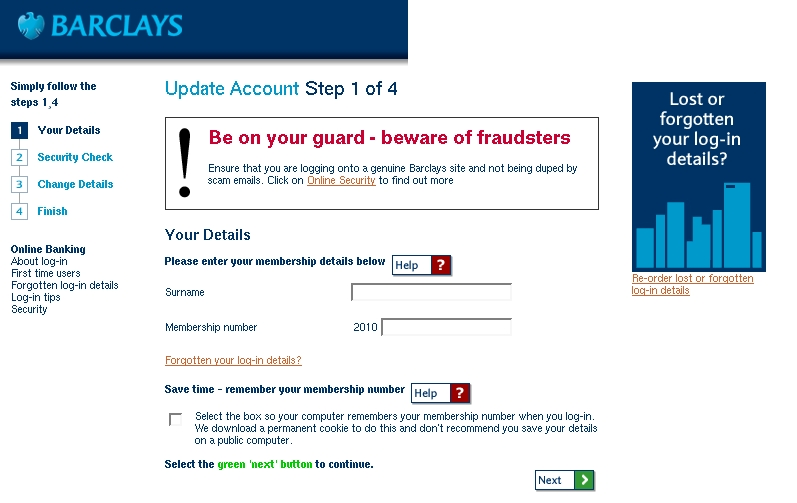 BARCLAYS
Simply follow the
steps 1¸4
1 Your Details
2 Security Check
3 Change Details
4 Finish
Online Banking
About log-in
First time users
Forgotten log-in details
Log-in tips
Security
Update Account Step 1 of 4
! Be on your guard - beware of fraudsters
Ensure that you are logging onto a genuine Barclays site and not being duped by
scam emails. Click on Online Security to find out more
Your Details
Please enter your membership details below Help ?
Surname
Membership number 2010
Forgotten your log-in details?
Save time - remember your membership number Help ?
Select the box so your computer remembers your membership number when you log-in.
We download a permanent cookie to do this and don't recommend you save your details
on a public computer.
Select the green 'next' button to continue.
Next
Lost or
forgotten
your log-in
details?
Re-order lost or forgotten
log-in details